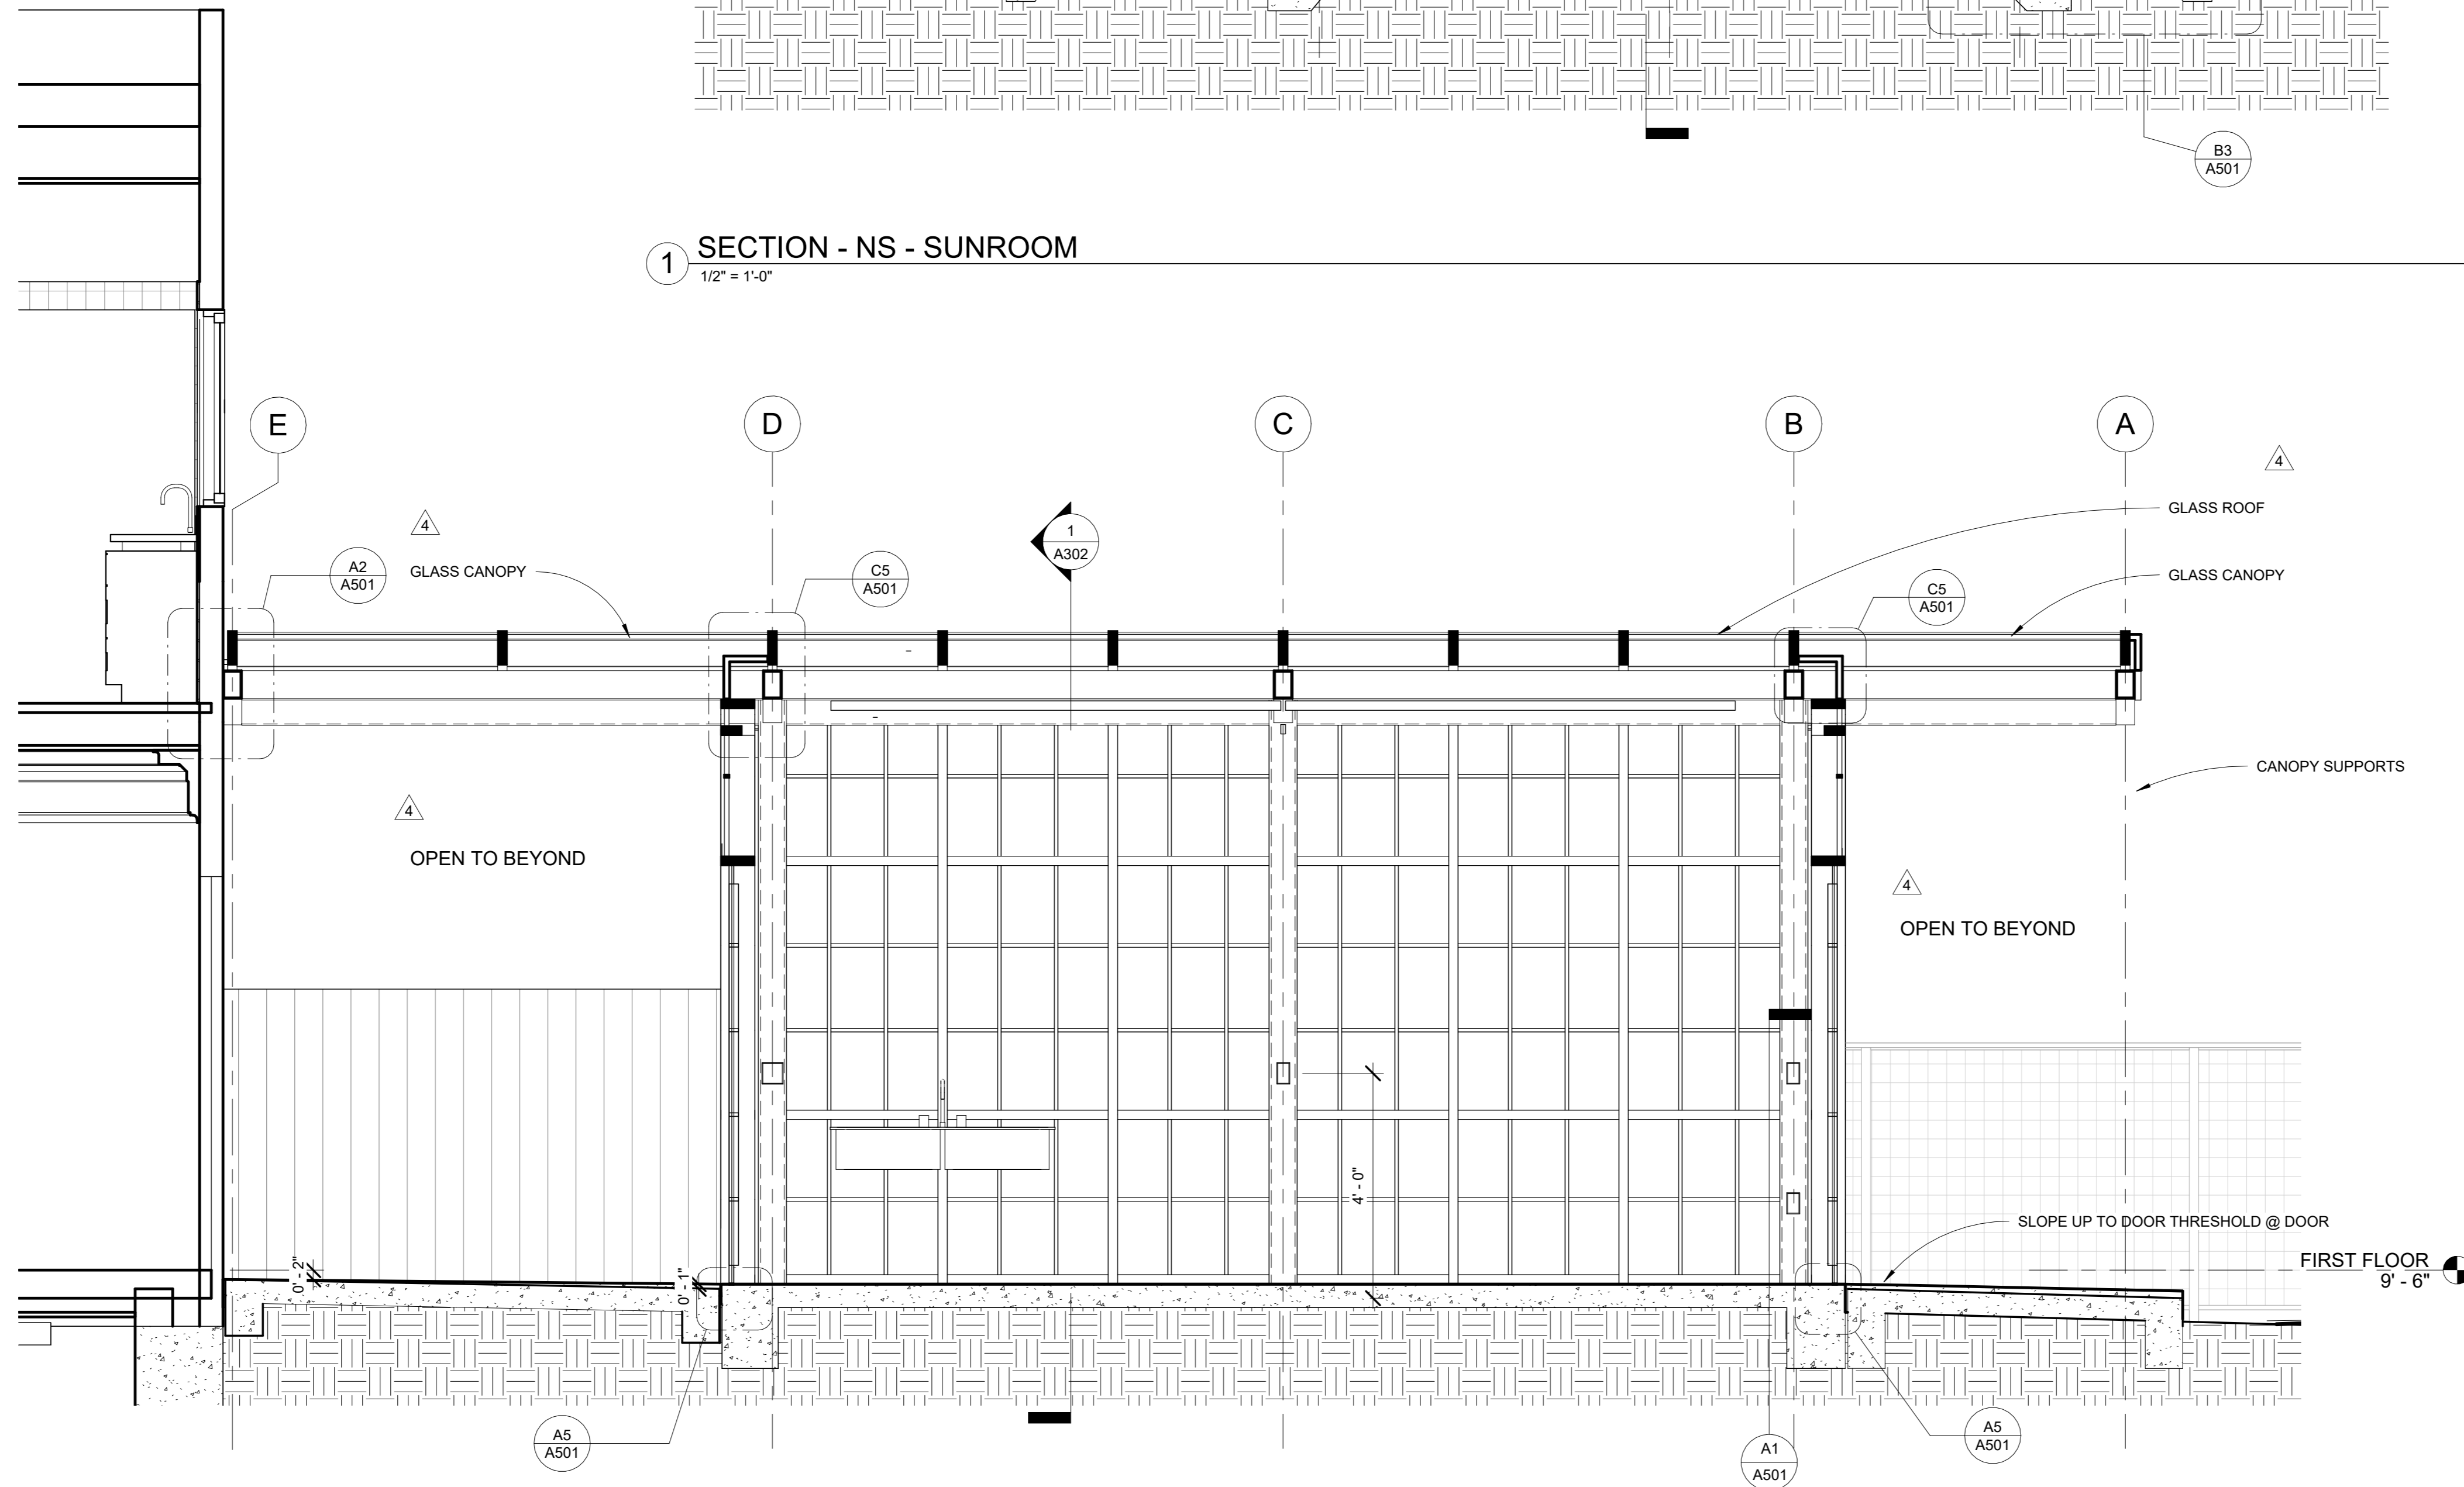 B3
A501
1
SECTION - NS - SUNROOM
1/2" = 1'-0"
E
D
C
B
A
4
GLASS ROOF
4
A2
A501
GLASS CANOPY
C5
A501
1
A302
C5
A501
GLASS CANOPY
CANOPY SUPPORTS
4
OPEN TO BEYOND
4
OPEN TO BEYOND
4' - 0"
SLOPE UP TO DOOR THRESHOLD @ DOOR
FIRST FLOOR
9' - 6"
0' - 2"
0' - 1"
A5
A501
A1
A501
A5
A501